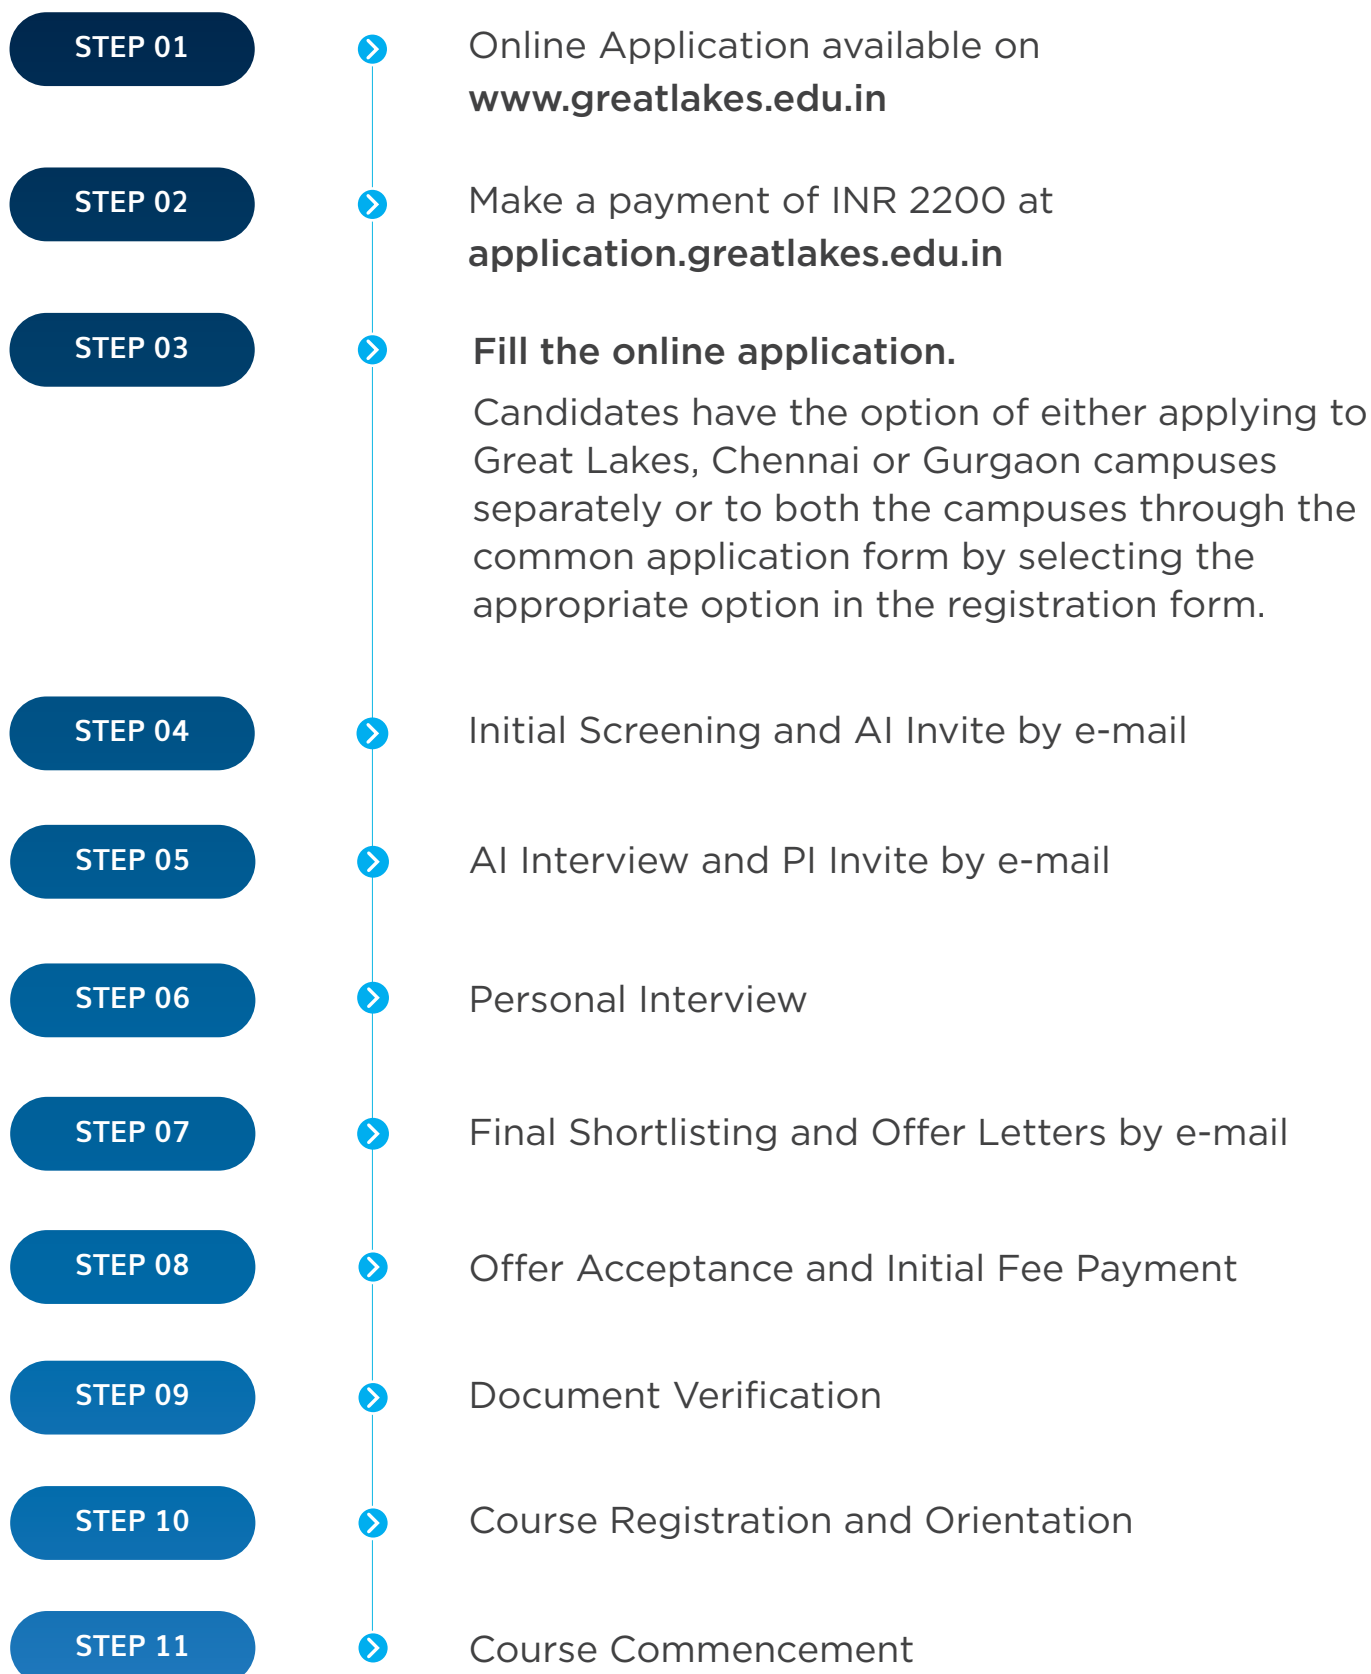 STEP 01
Online Application available on
www.greatlakes.edu.in
STEP 02
Make a payment of INR 2200 at
application.greatlakes.edu.in
STEP 03
Fill the online application.
Candidates have the option of either applying to
Great Lakes, Chennai or Gurgaon campuses
separately or to both the campuses through the
common application form by selecting the
appropriate option in the registration form.
STEP 04
Initial Screening and AI Invite by e-mail
STEP 05
AI Interview and PI Invite by e-mail
STEP 06
Personal Interview
STEP 07
Final Shortlisting and Offer Letters by e-mail
STEP 08
Offer Acceptance and Initial Fee Payment
STEP 09
Document Verification
STEP 10
Course Registration and Orientation
STEP 11
Course Commencement